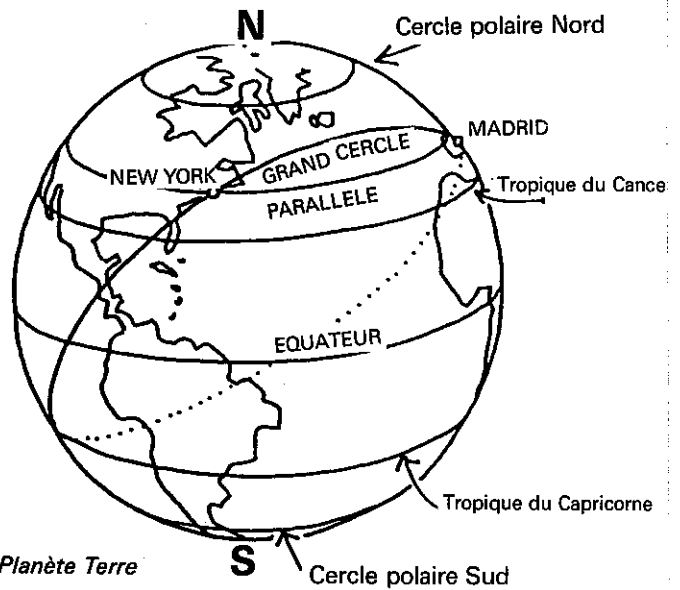 N
Cercle polaire Nord
MADRID
GRAND CERCLE
NEW YORK
Tropique du Cance
PARALLELE
EQUATEUR
Tropique du Capricorne
Planète Terre
S
Cercle polaire Sud